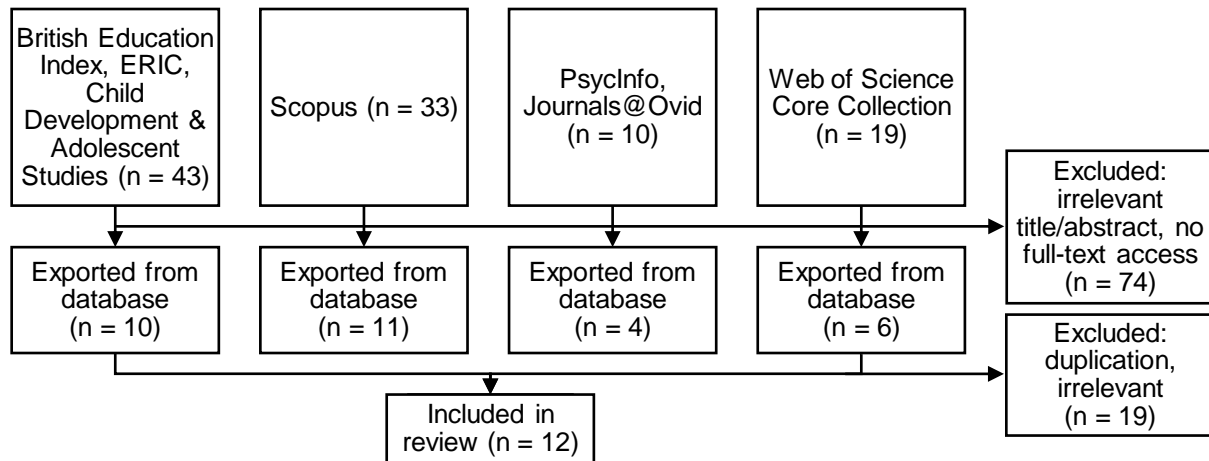 British Education
Index, ERIC,
Child
Development &
Adolescent
Studies (n = 43)
Scopus (n = 33)
PsycInfo,
Journals@Ovid
(n = 10)
Web of Science
Core Collection
(n = 19)
Excluded:
irrelevant
title/abstract, no
full-text access
(n = 74)
Exported from
database
(n = 10)
Exported from
database
(n = 11)
Exported from
database
(n = 4)
Exported from
database
(n = 6)
Excluded:
duplication,
irrelevant
(n = 19)
Included in
review (n = 12)